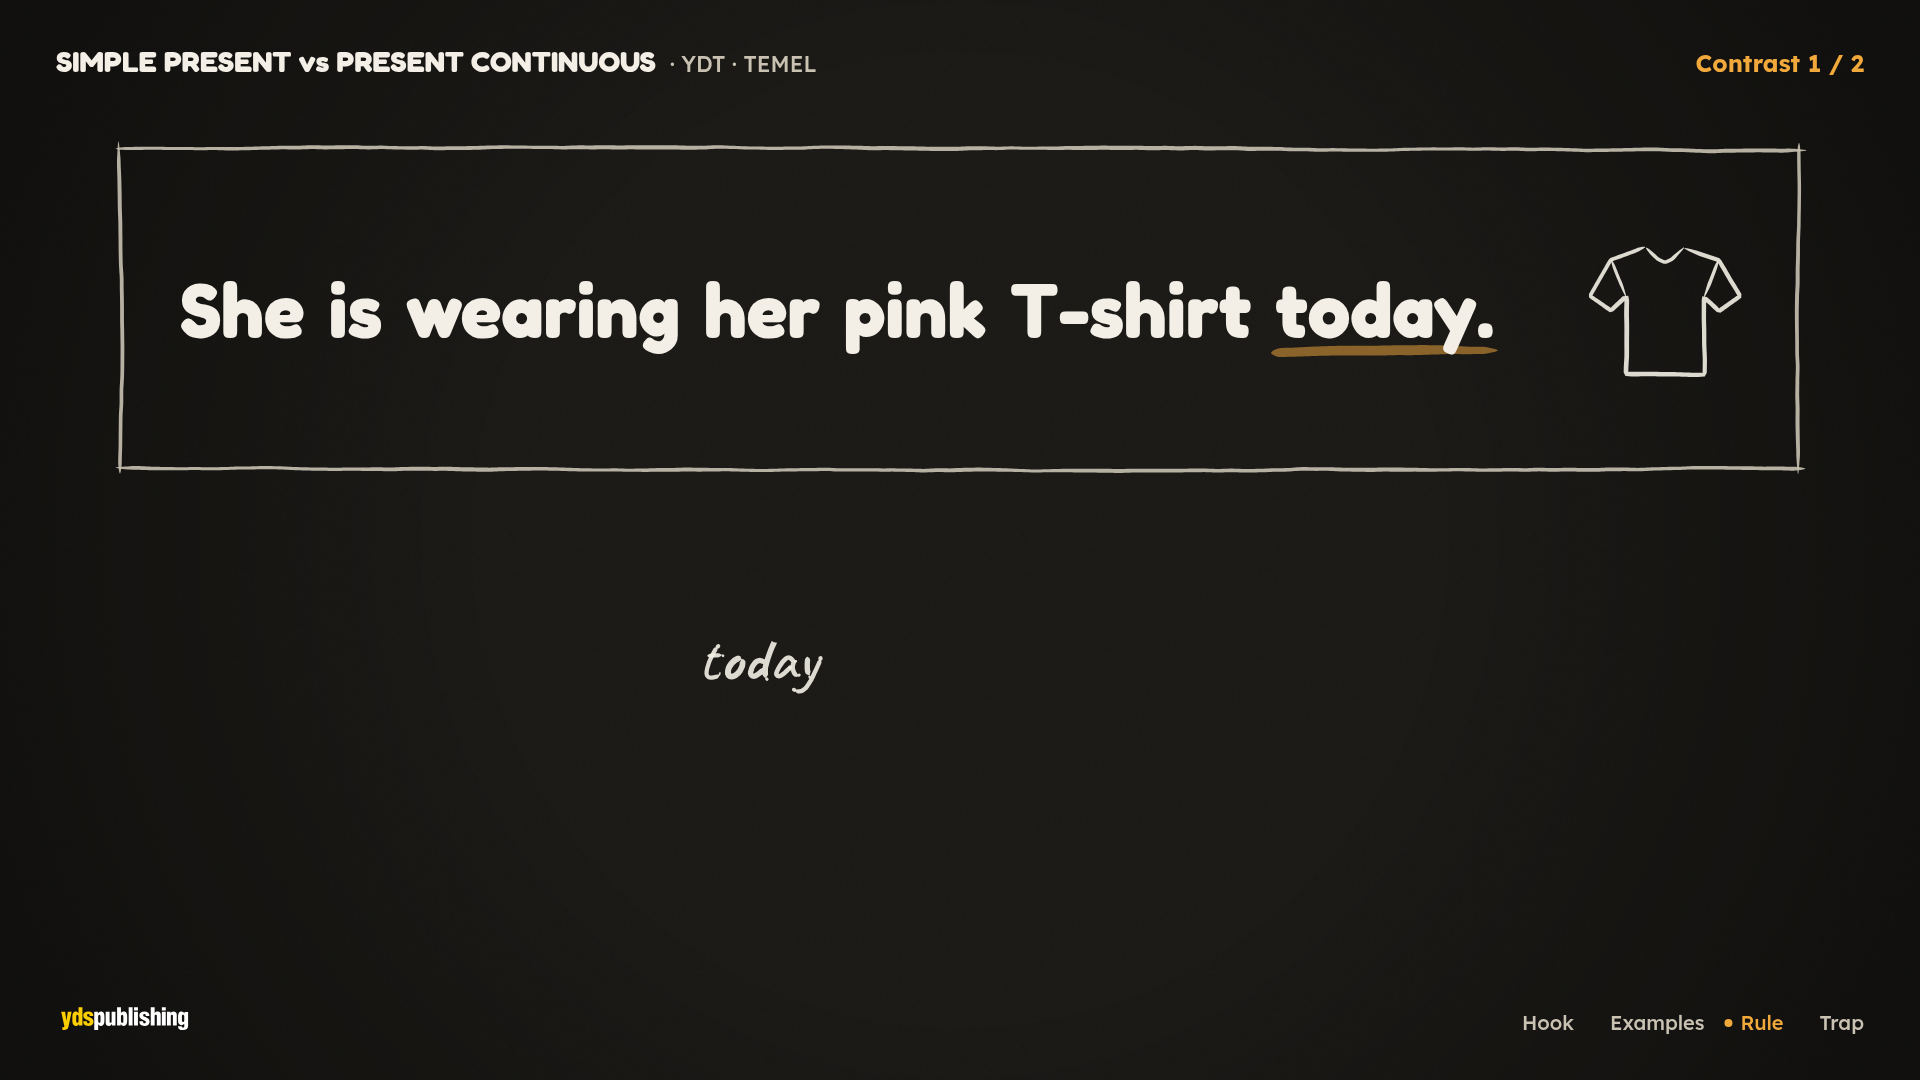 SIMPLE PRESENT vs PRESENT CONTINUOUS · YDT · TEMEL
Contrast 1 / 2
She is wearing her pink T-shirt today.
today
ydspublishing
Hook Examples • Rule Trap